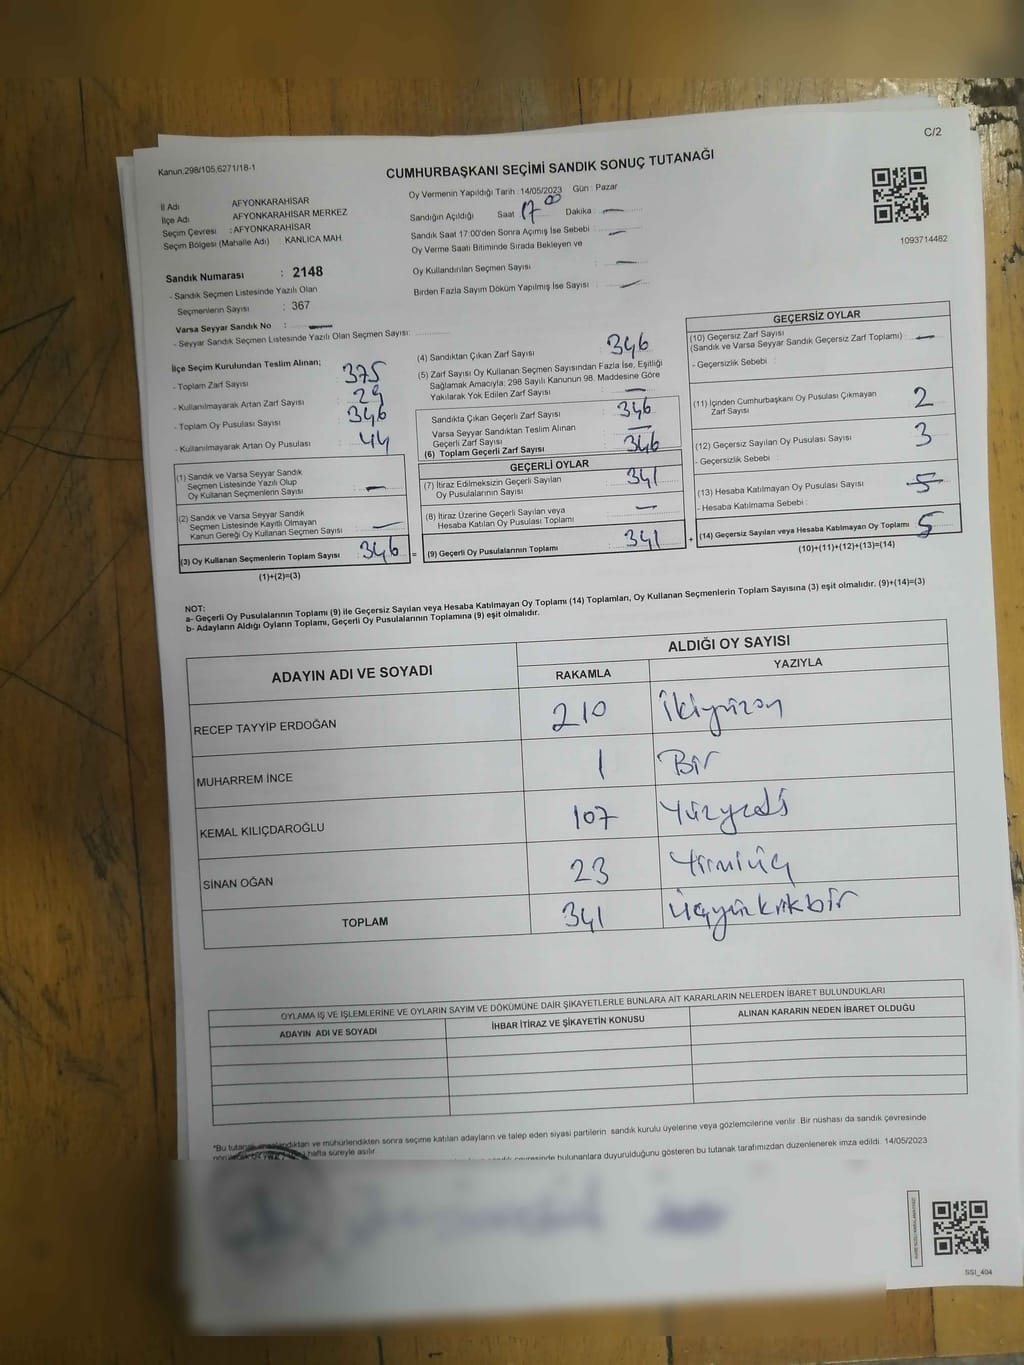 C/2
Kanun.298/105,6271/18-1
CUMHURBAŞKANI SEÇİMİ SANDIK SONUÇ TUTANAĞI
İl Adı : AFYONKARAHİSAR
İlçe Adı : AFYONKARAHİSAR MERKEZ
Seçim Çevresi : AFYONKARAHİSAR
Seçim Bölgesi (Mahalle Adı) : KANLICA MAH.
Sandık Numarası : 2148
- Sandık Seçmen Listesinde Yazılı Olan
Seçmenlerin Sayısı : 367
Varsa Seyyar Sandık No : —
- Seyyar Sandık Seçmen Listesinde Yazılı Olan Seçmen Sayısı:
Oy Vermenin Yapıldığı Tarih : 14/05/2023 Gün : Pazar
Sandığın Açıldığı Saat 17 00 Dakika : —
Sandık Saat 17:00'den Sonra Açımış İse Sebebi : —
Oy Verme Saati Bitiminde Sırada Bekleyen ve
Oy Kullandırılan Seçmen Sayısı : —
Birden Fazla Sayım Döküm Yapılmış İse Sayısı : —
1093714482
İlçe Seçim Kurulundan Teslim Alınan;
- Toplam Zarf Sayısı : 375
- Kullanılmayarak Artan Zarf Sayısı : 29
- Toplam Oy Pusulası Sayısı : 346
- Kullanılmayarak Artan Oy Pusulası : 44
(1) Sandık ve Varsa Seyyar Sandık
Seçmen Listesinde Yazılı Olup
Oy Kullanan Seçmenlerin Sayısı : —
(2) Sandık ve Varsa Seyyar Sandık
Seçmen Listesinde Kayıtlı Olmayan
Kanun Gereği Oy Kullanan Seçmen Sayısı : —
(3) Oy Kullanan Seçmenlerin Toplam Sayısı : 346 =
(1)+(2)=(3)
(4) Sandıktan Çıkan Zarf Sayısı : 346
(5) Zarf Sayısı Oy Kullanan Seçmen Sayısından Fazla İse, Eşitliği
Sağlamak Amacıyla; 298 Sayılı Kanunun 98. Maddesine Göre
Yakılarak Yok Edilen Zarf Sayısı : —
Sandıkta Çıkan Geçerli Zarf Sayısı : 346
Varsa Seyyar Sandıktan Teslim Alınan
Geçerli Zarf Sayısı : —
(6) Toplam Geçerli Zarf Sayısı : 346
GEÇERLİ OYLAR
(7) İtiraz Edilmeksizin Geçerli Sayılan
Oy Pusulalarının Sayısı : 341
(8) İtiraz Üzerine Geçerli Sayılan veya
Hesaba Katılan Oy Pusulası Toplamı : —
(9) Geçerli Oy Pusulalarının Toplamı : 341 +
GEÇERSİZ OYLAR
(10) Geçersiz Zarf Sayısı
(Sandık ve Varsa Seyyar Sandık Geçersiz Zarf Toplamı) : —
- Geçersizlik Sebebi :
(11) İçinden Cumhurbaşkanı Oy Pusulası Çıkmayan
Zarf Sayısı : 2
(12) Geçersiz Sayılan Oy Pusulası Sayısı : 3
- Geçersizlik Sebebi :
(13) Hesaba Katılmayan Oy Pusulası Sayısı : 5
- Hesaba Katılmama Sebebi :
(14) Geçersiz Sayılan veya Hesaba Katılmayan Oy Toplamı : 5
(10)+(11)+(12)+(13)=(14)
NOT:
a- Geçerli Oy Pusulalarının Toplamı (9) ile Geçersiz Sayılan veya Hesaba Katılmayan Oy Toplamı (14) Toplamları, Oy Kullanan Seçmenlerin Toplam Sayısına (3) eşit olmalıdır. (9)+(14)=(3)
b- Adayların Aldığı Oyların Toplamı, Geçerli Oy Pusulalarının Toplamına (9) eşit olmalıdır.
ADAYIN ADI VE SOYADI
ALDIĞI OY SAYISI
RAKAMLA YAZIYLA
RECEP TAYYİP ERDOĞAN 210 ikiyüzon
MUHARREM İNCE 1 Bir
KEMAL KILIÇDAROĞLU 107 Yüzyedi
SİNAN OĞAN 23 Yirmiüç
TOPLAM 341 Üçyüzkırkbir
OYLAMA İŞ VE İŞLEMLERİNE VE OYLARIN SAYIM VE DÖKÜMÜNE DAİR ŞİKAYETLERLE BUNLARA AİT KARARLARIN NELERDEN İBARET BULUNDUKLARI
ADAYIN ADI VE SOYADI İHBAR İTİRAZ VE ŞİKAYETİN KONUSU ALINAN KARARIN NEDEN İBARET OLDUĞU
*Bu tutanak ve mühürlendikten sonra seçime katılan adayların ve talep eden siyasi partilerin sandık kurulu üyelerine veya gözlemcilerine verilir. Bir nüshası da sandık çevresinde
hafta süreyle asılır.
bulunanlara duyurulduğunu gösteren bu tutanak tarafımızdan düzenlenerek imza edildi. 14/05/2023
SSI_404